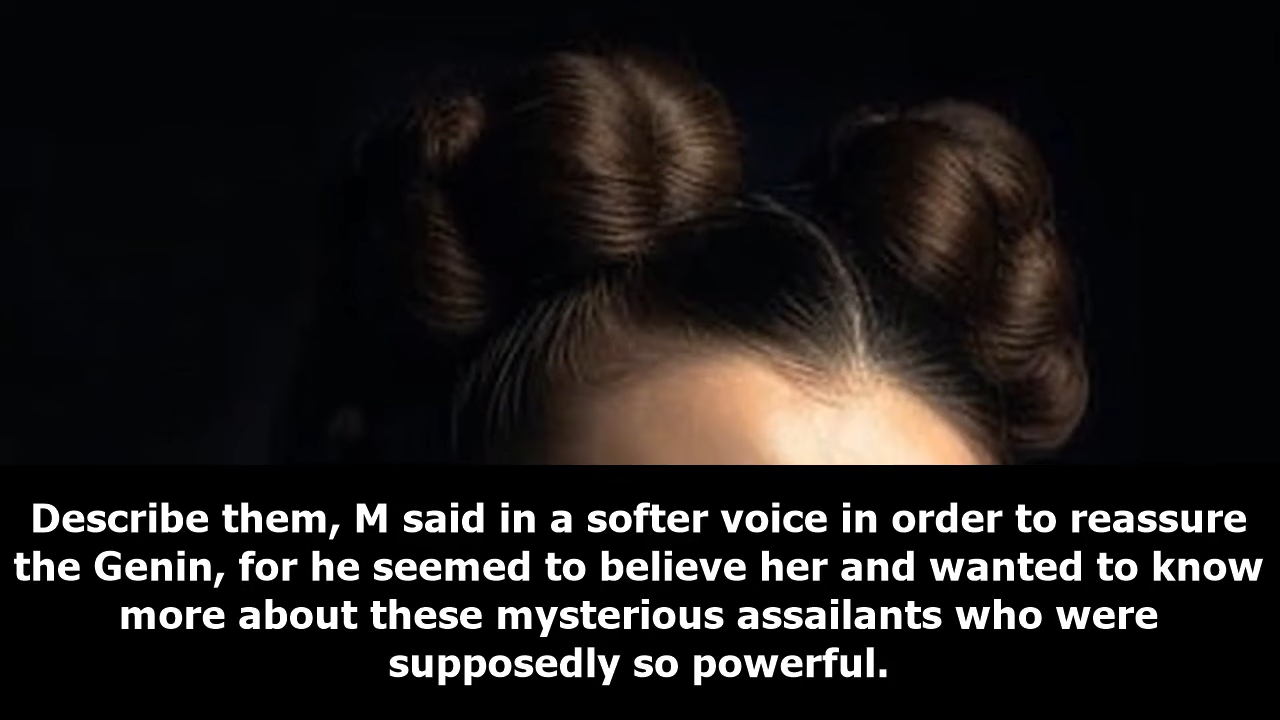 Describe them, M said in a softer voice in order to reassure
the Genin, for he seemed to believe her and wanted to know
more about these mysterious assailants who were
supposedly so powerful.